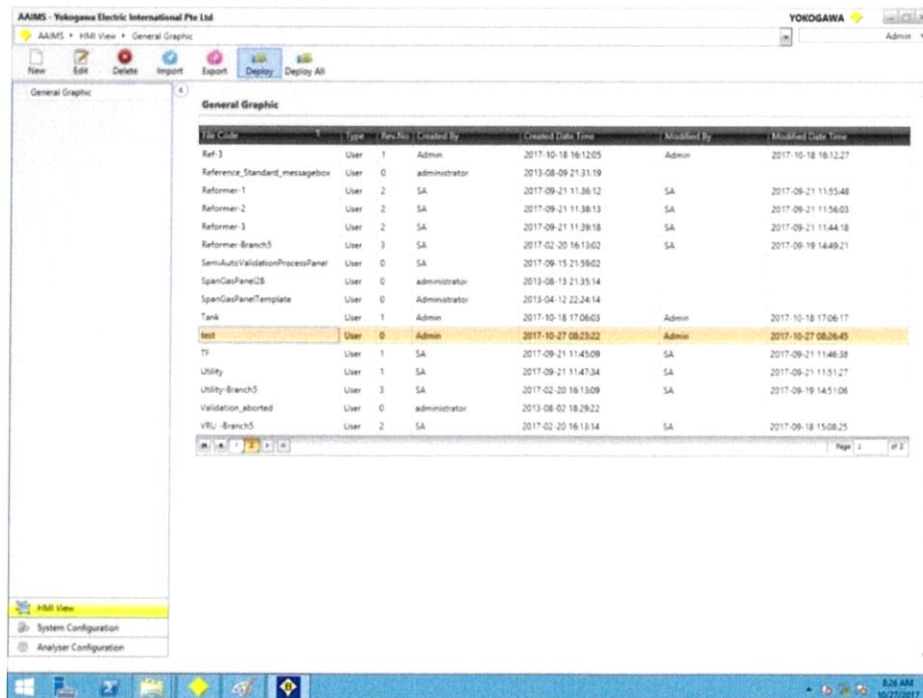 AAIMS - Yokogawa Electric International Pte Ltd
YOKOGAWA
AAIMS HMI View General Graphic
Admin
New Edit Delete Import Export Deploy Deploy All
General Graphic
General Graphic
File Code Type Rev.No Created By Created Date Time Modified By Modified Date Time
Ref-3 User 1 Admin 2017-10-18 16:12:05 Admin 2017-10-18 16:12:27
Reference_Standard_messagebox User 0 administrator 2013-08-09 21:31:19
Reformer-1 User 2 SA 2017-09-21 11:36:12 SA 2017-09-21 11:55:48
Reformer-2 User 2 SA 2017-09-21 11:38:13 SA 2017-09-21 11:56:03
Reformer-3 User 2 SA 2017-09-21 11:39:18 SA 2017-09-21 11:44:18
Reformer-Branch5 User 3 SA 2017-02-20 16:13:02 SA 2017-09-19 14:49:21
SemiAutoValidationProcessPanel User 0 SA 2017-09-15 21:59:02
SpanGasPanel28 User 0 administrator 2013-08-13 21:35:14
SpanGasPanelTemplate User 0 Administrator 2013-04-12 22:24:14
Tank User 1 Admin 2017-10-18 17:06:03 Admin 2017-10-18 17:06:17
test User 0 Admin 2017-10-27 08:23:22 Admin 2017-10-27 08:26:45
TF User 1 SA 2017-09-21 11:45:09 SA 2017-09-21 11:46:38
Utility User 1 SA 2017-09-21 11:47:34 SA 2017-09-21 11:51:27
Utility-Branch5 User 3 SA 2017-02-20 16:13:09 SA 2017-09-19 14:51:06
Validation_aborted User 0 administrator 2013-08-02 18:29:22
VRU -Branch5 User 2 SA 2017-02-20 16:13:14 SA 2017-09-18 15:08:25
1 2 Page of 2
HMI View
System Configuration
Analyser Configuration
8:26 AM